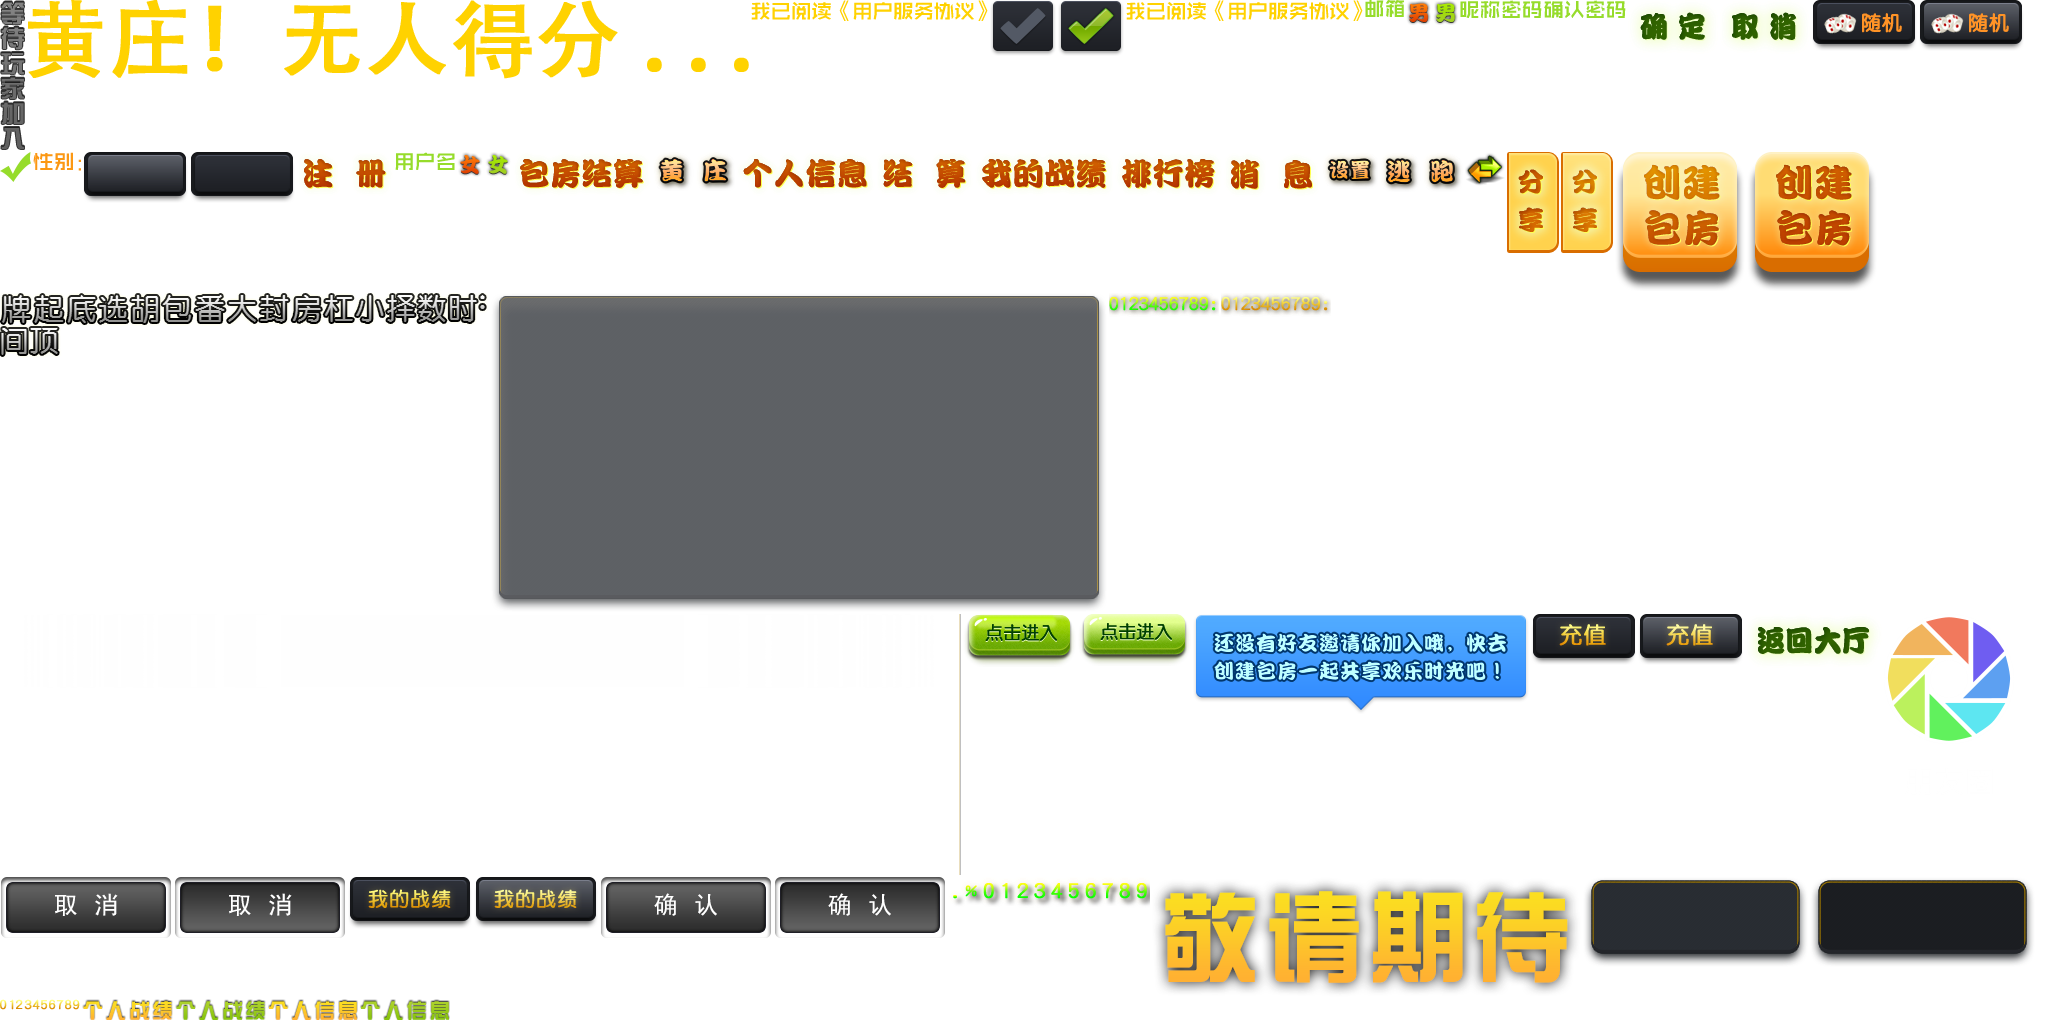 等待玩家加入
黄庄！无人得分...
我已阅读《用户服务协议》
我已阅读《用户服务协议》
邮箱
男
男
昵称密码确认密码
确定
取消
随机
随机
性别:
注 册
用户名
女
女
包房结算
黄 庄
个人信息
结 算
我的战绩
排行榜
消 息
设置
逃 跑
分享
分享
创建
包房
创建
包房
牌起底选胡包番大封房杠小择数时:
间顶
0123456789.
0123456789.
点击进入
点击进入
还没有好友邀请你加入哦，快去
创建包房一起共享欢乐时光吧！
充值
充值
返回大厅
取 消
取 消
我的战绩
我的战绩
确 认
确 认
.%0123456789
敬请期待
0123456789
个人战绩
个人战绩
个人信息
个人信息